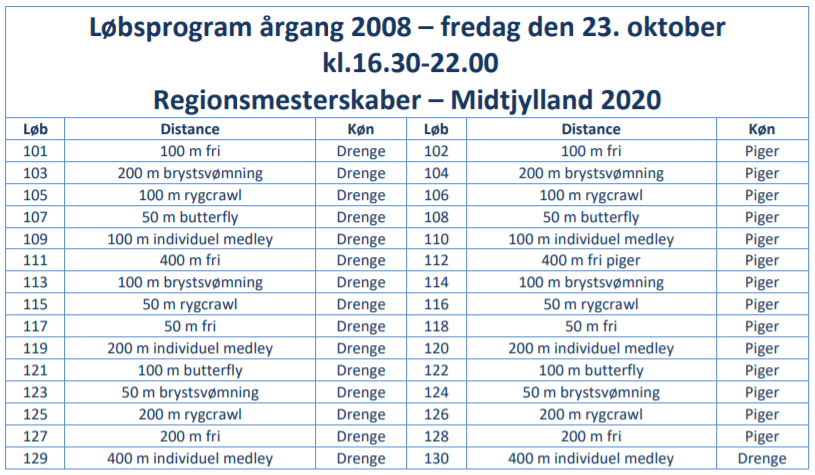 Løbsprogram årgang 2008 – fredag den 23. oktober
kl.16.30-22.00
Regionsmesterskaber – Midtjylland 2020
Løb Distance Køn Løb Distance Køn
101 100 m fri Drenge 102 100 m fri Piger
103 200 m brystsvømning Drenge 104 200 m brystsvømning Piger
105 100 m rygcrawl Drenge 106 100 m rygcrawl Piger
107 50 m butterfly Drenge 108 50 m butterfly Piger
109 100 m individuel medley Drenge 110 100 m individuel medley Piger
111 400 m fri Drenge 112 400 m fri piger Piger
113 100 m brystsvømning Drenge 114 100 m brystsvømning Piger
115 50 m rygcrawl Drenge 116 50 m rygcrawl Piger
117 50 m fri Drenge 118 50 m fri Piger
119 200 m individuel medley Drenge 120 200 m individuel medley Piger
121 100 m butterfly Drenge 122 100 m butterfly Piger
123 50 m brystsvømning Drenge 124 50 m brystsvømning Piger
125 200 m rygcrawl Drenge 126 200 m rygcrawl Piger
127 200 m fri Drenge 128 200 m fri Piger
129 400 m individuel medley Drenge 130 400 m individuel medley Drenge